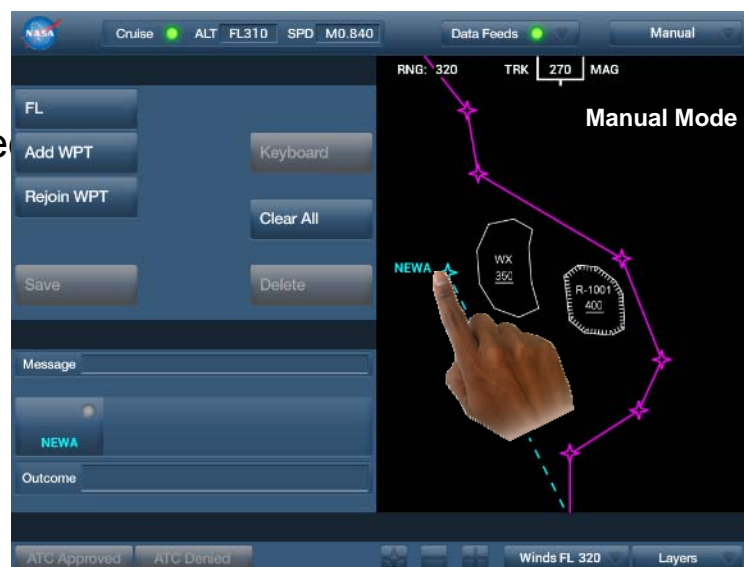 NASA Cruise ALT FL310 SPD M0.840 Data Feeds Manual
RNG: 320 TRK 270 MAG
Manual Mode
FL
Add WPT Keyboard
Rejoin WPT
Clear All
Save Delete
NEWA
WX
350
R-1001
400
Message
NEWA
Outcome
ATC Approved ATC Denied Winds FL 320 Layers